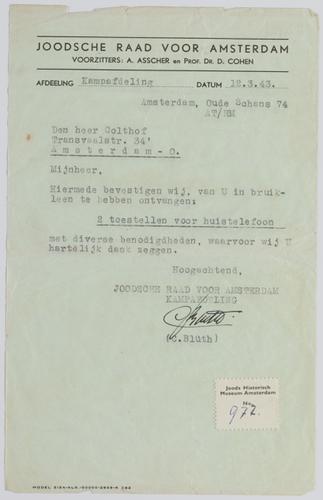 JOODSCHE RAAD VOOR AMSTERDAM
VOORZITTERS: A. ASSCHER en PROF. DR. D. COHEN
AFDEELING Kampafdeling DATUM 12.3.43.
Amsterdam, Oude Schans 74
AT/HM
Den heer Colthof
Transvaalstr. 34'
Amsterdam - O.
Mijnheer,
Hiermede bevestigen wij, van U in bruik-
leen te hebben ontvangen:
2 toestellen voor huistelefoon
met diverse benodigdheden, waarvoor wij U
hartelijk dank zeggen.
Hoogachtend,
JOODSCHE RAAD VOOR AMSTERDAM
KAMPAFDELING
(C. Blüth)
Joods Historisch
Museum Amsterdam
No.
972.